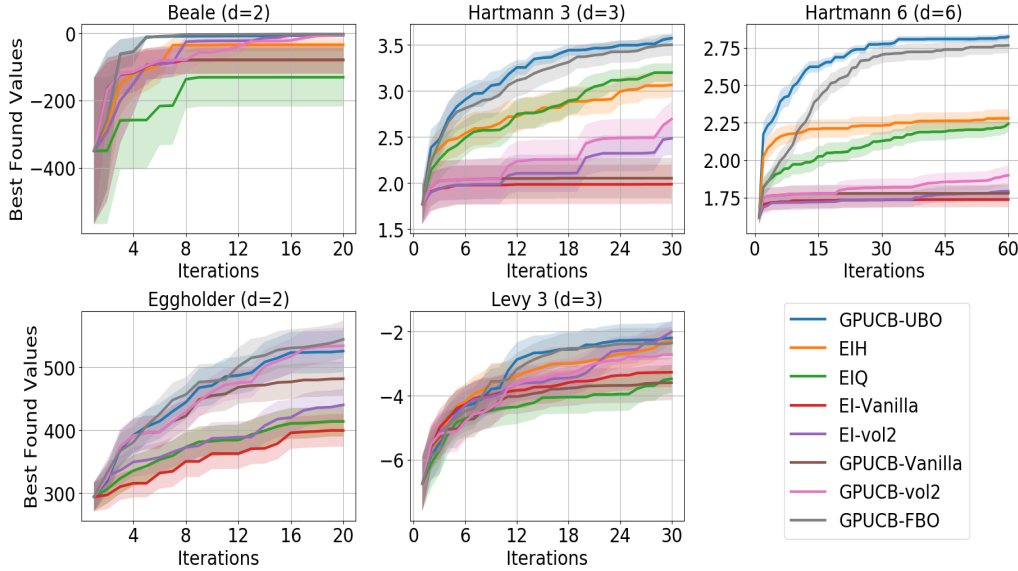 Beale (d=2)
Hartmann 3 (d=3)
Hartmann 6 (d=6)
Best Found Values
0
−200
−400
4 8 12 16 20
Iterations
3.5
3.0
2.5
2.0
1.5
0 6 12 18 24 30
Iterations
2.75
2.50
2.25
2.00
1.75
0 15 30 45 60
Iterations
Eggholder (d=2)
Levy 3 (d=3)
Best Found Values
500
400
300
4 8 12 16 20
Iterations
−2
−4
−6
0 6 12 18 24 30
Iterations
GPUCB-UBO
EIH
EIQ
EI-Vanilla
EI-vol2
GPUCB-Vanilla
GPUCB-vol2
GPUCB-FBO